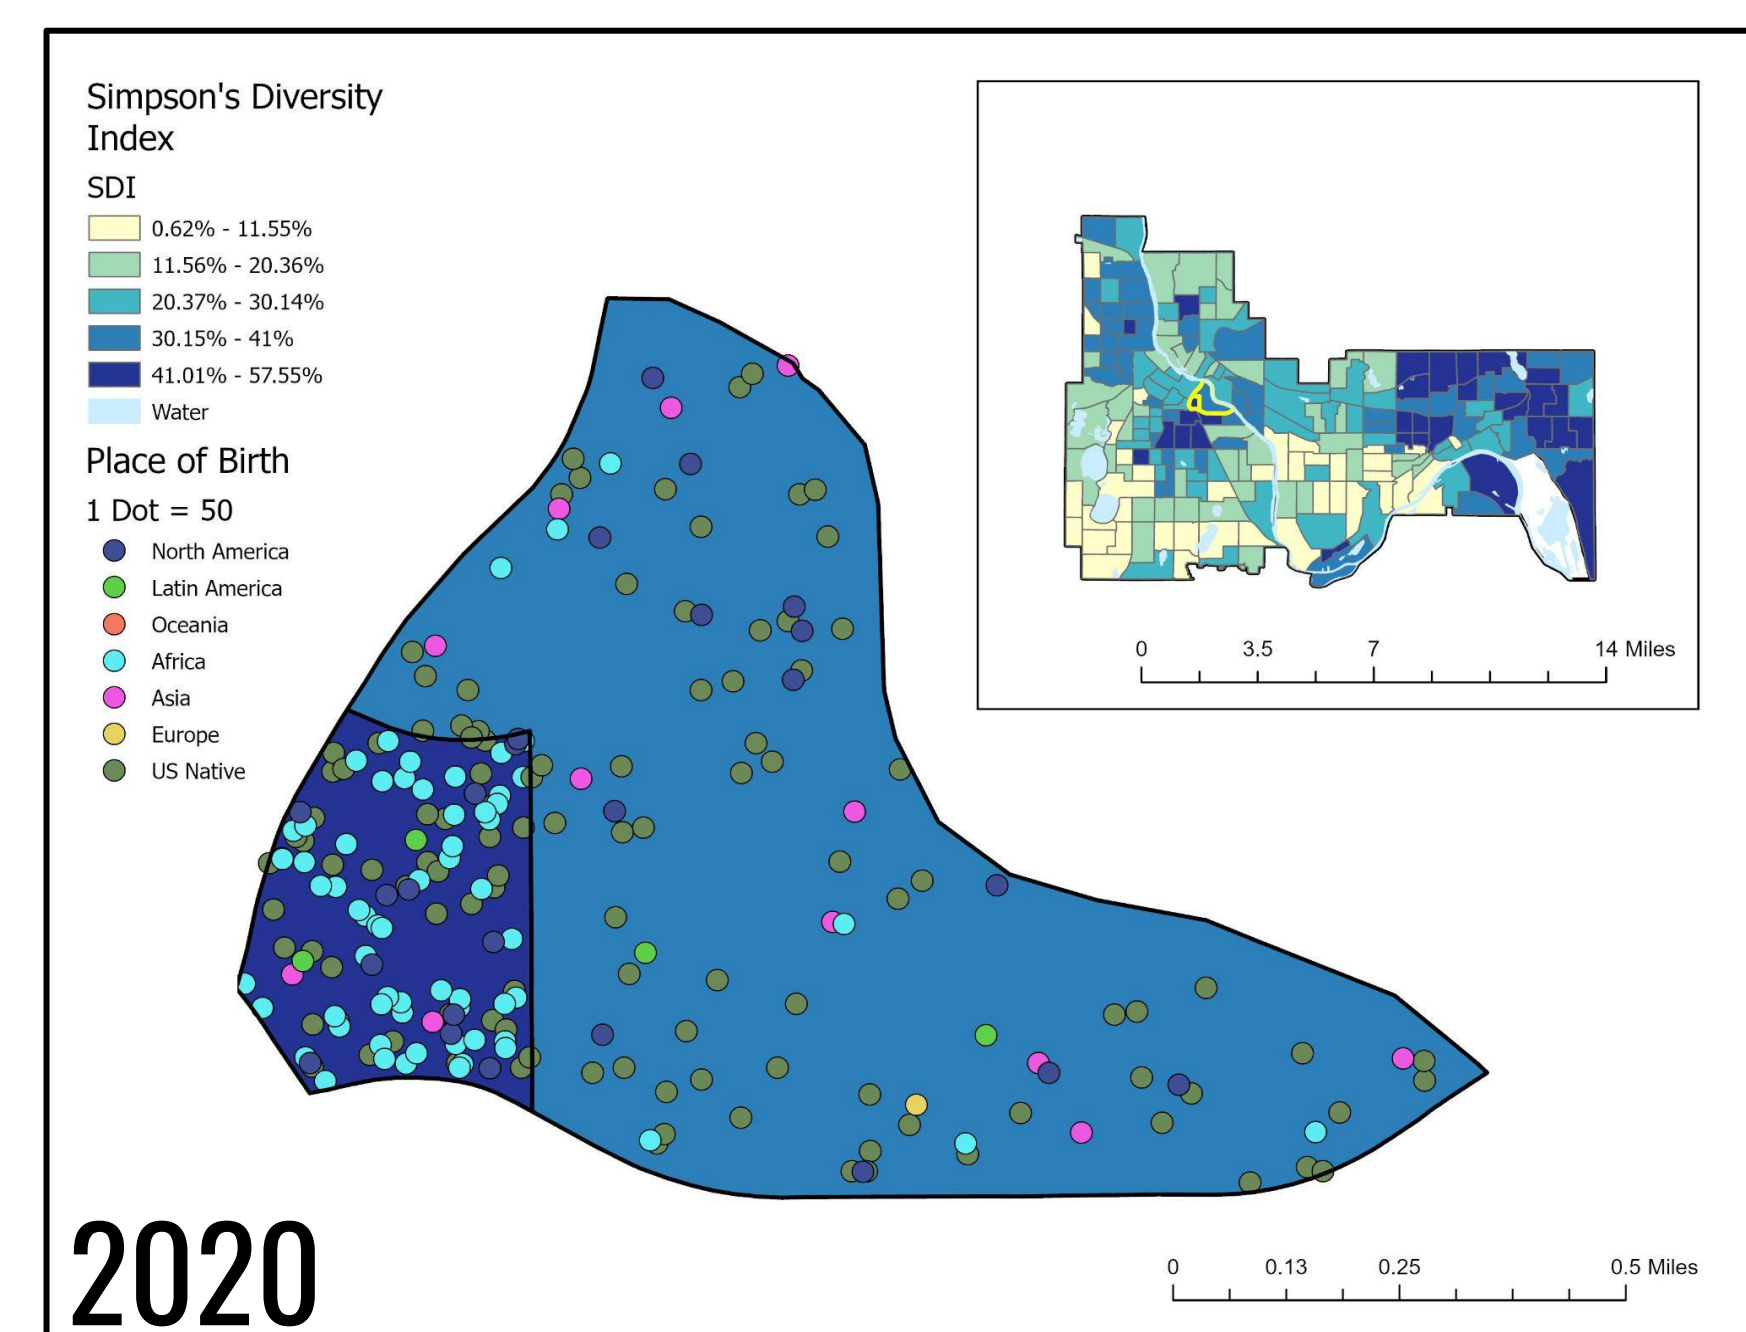 Simpson's Diversity
Index
SDI
0.62% - 11.55%
11.56% - 20.36%
20.37% - 30.14%
30.15% - 41%
41.01% - 57.55%
Water
Place of Birth
1 Dot = 50
North America
Latin America
Oceania
Africa
Asia
Europe
US Native
0 3.5 7 14 Miles
2020
0 0.13 0.25 0.5 Miles